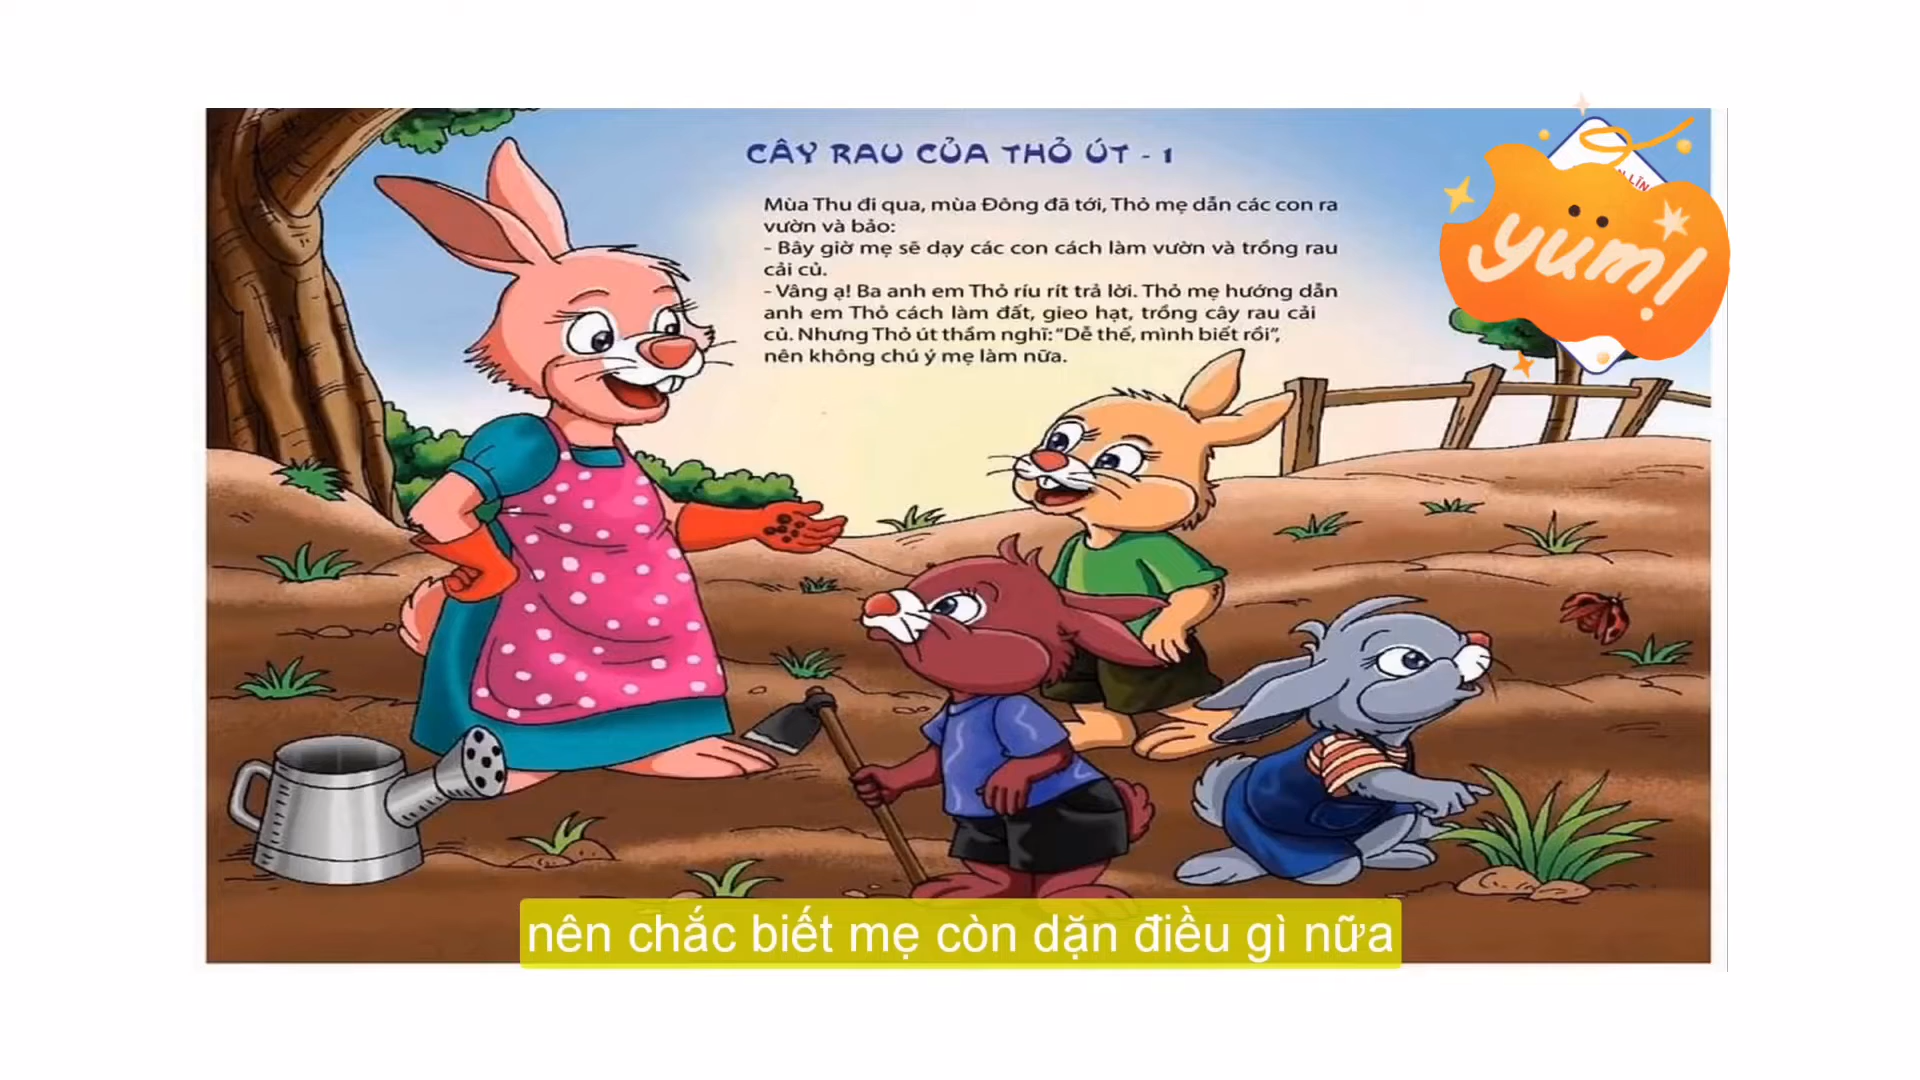 CÂY RAU CỦA THỎ ÚT - 1
Mùa Thu đi qua, mùa Đông đã tới, Thỏ mẹ dẫn các con ra
vườn và bảo:
- Bây giờ mẹ sẽ dạy các con cách làm vườn và trồng rau
cải củ.
- Vâng ạ! Ba anh em Thỏ ríu rít trả lời. Thỏ mẹ hướng dẫn
anh em Thỏ cách làm đất, gieo hạt, trồng cây rau cải
củ. Nhưng Thỏ út thầm nghĩ: “Dễ thế, mình biết rồi”,
nên không chú ý mẹ làm nữa.
yum!
nên chắc biết mẹ còn dặn điều gì nữa